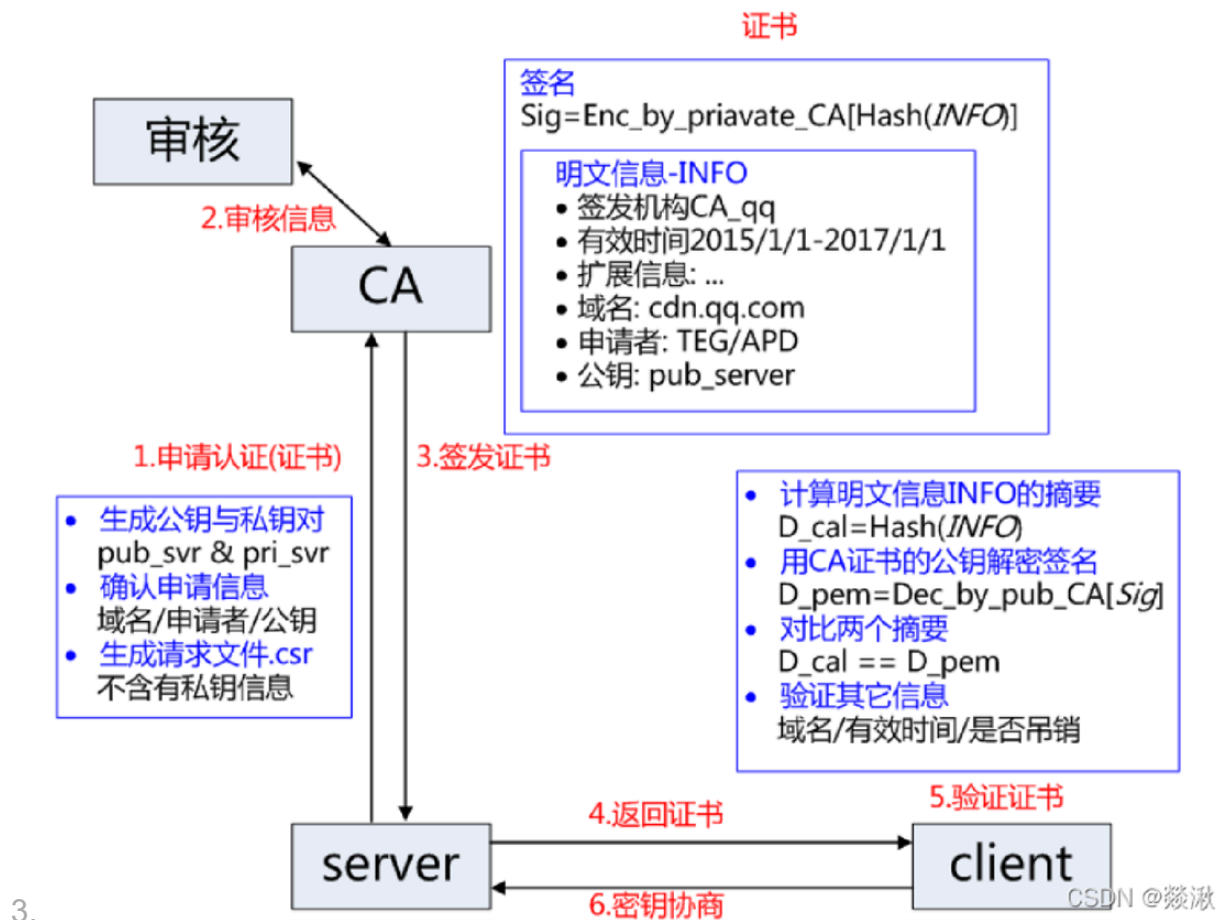 证书
签名
Sig=Enc_by_priavate_CA[Hash(INFO)]
明文信息-INFO
• 签发机构CA_qq
• 有效时间2015/1/1-2017/1/1
• 扩展信息: ...
• 域名: cdn.qq.com
• 申请者: TEG/APD
• 公钥: pub_server
审核
2.审核信息
CA
1.申请认证(证书)
3.签发证书
• 生成公钥与私钥对
pub_svr & pri_svr
• 确认申请信息
域名/申请者/公钥
• 生成请求文件.csr
不含有私钥信息
• 计算明文信息INFO的摘要
D_cal=Hash(INFO)
• 用CA证书的公钥解密签名
D_pem=Dec_by_pub_CA[Sig]
• 对比两个摘要
D_cal == D_pem
• 验证其它信息
域名/有效时间/是否吊销
5.验证证书
4.返回证书
server
client
6.密钥协商
3.
CSDN @燚湫